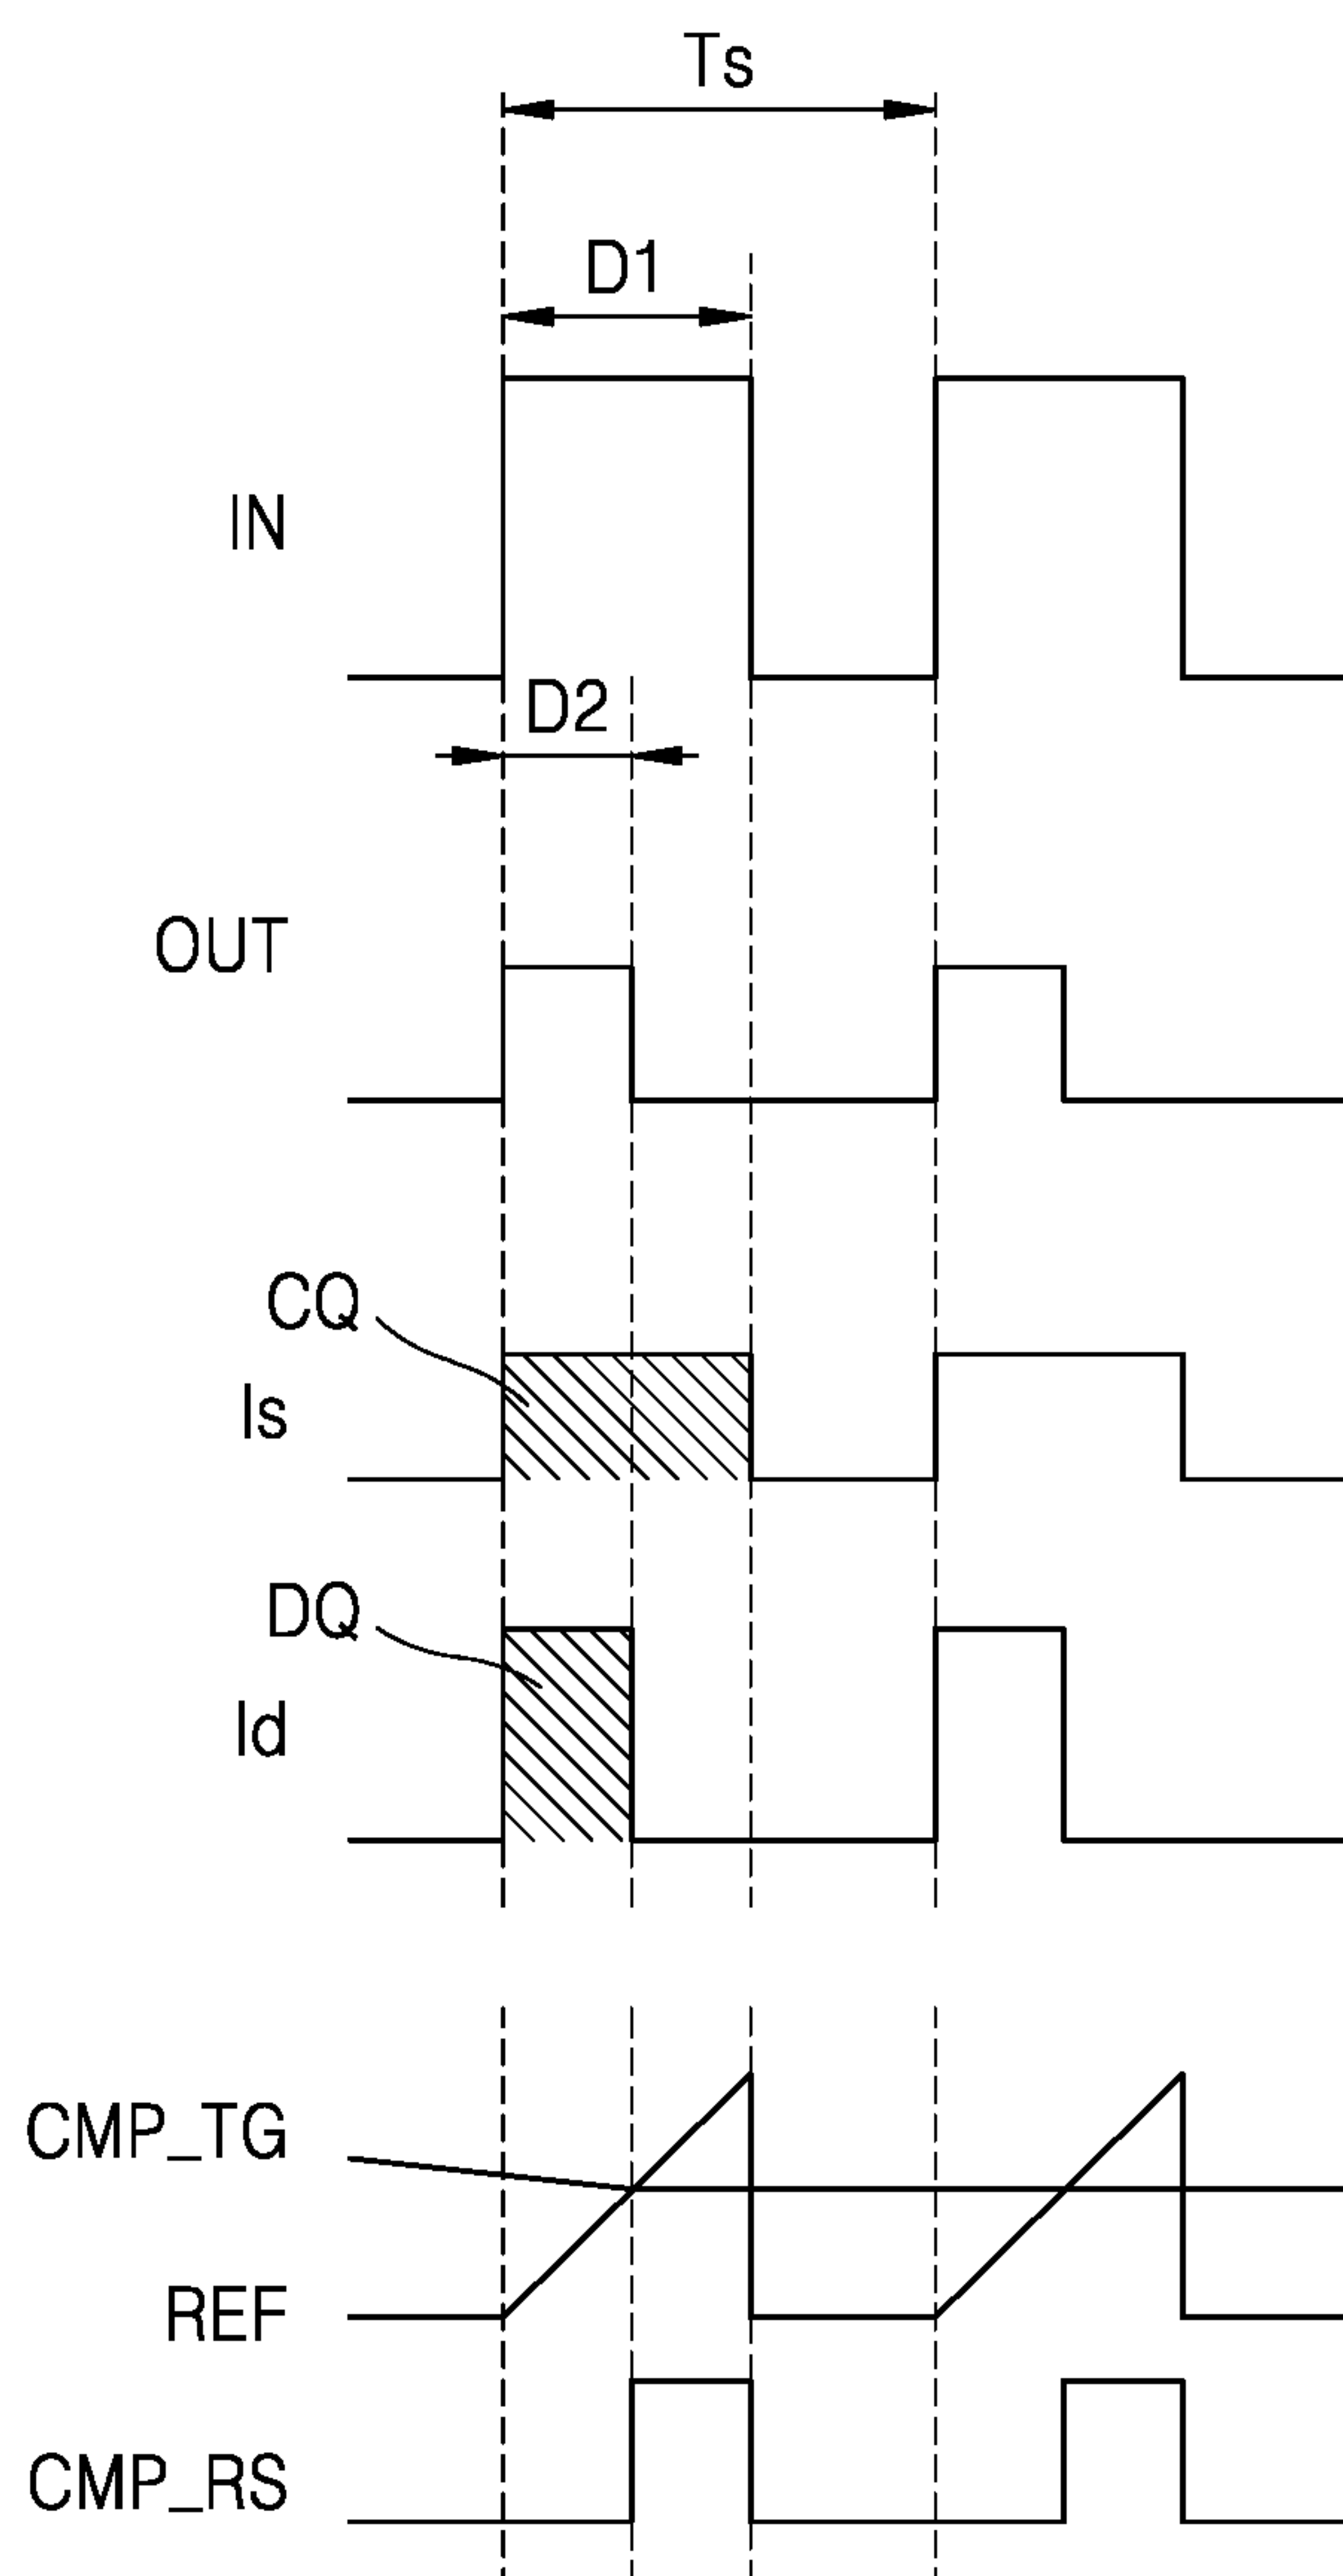 Ts
D1
IN
D2
OUT
CQ
Is
DQ
Id
CMP_TG
REF
CMP_RS